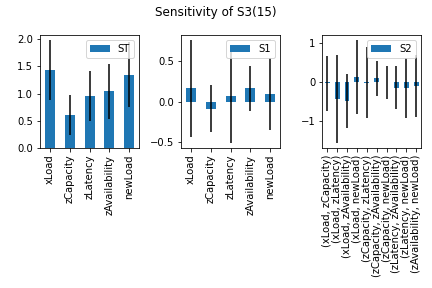 Sensitivity of S3(15)
ST
2.0
1.5
1.0
0.5
0.0
xLoad
zCapacity
zLatency
zAvailability
newLoad
S1
0.5
0.0
−0.5
xLoad
zCapacity
zLatency
zAvailability
newLoad
S2
1
0
−1
(xLoad, zCapacity)
(xLoad, zLatency)
(xLoad, zAvailability)
(xLoad, newLoad)
(zCapacity, zLatency)
(zCapacity, zAvailability)
(zCapacity, newLoad)
(zLatency, zAvailability)
(zLatency, newLoad)
(zAvailability, newLoad)